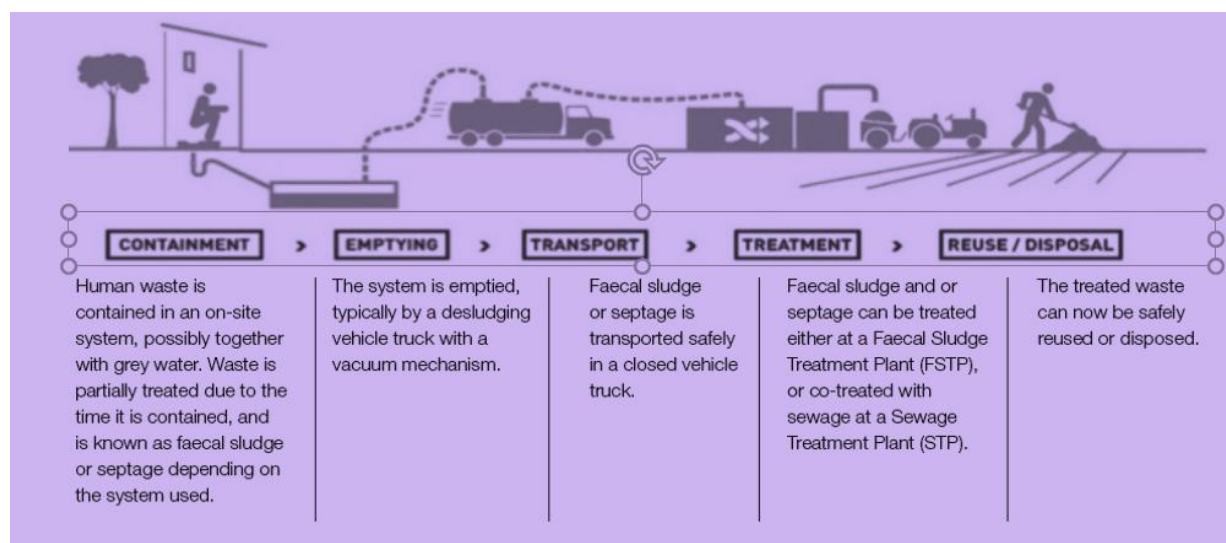 CONTAINMENT > EMPTYING > TRANSPORT > TREATMENT > REUSE / DISPOSAL
Human waste is
contained in an on-site
system, possibly together
with grey water. Waste is
partially treated due to the
time it is contained, and
is known as faecal sludge
or septage depending on
the system used.
The system is emptied,
typically by a desludging
vehicle truck with a
vacuum mechanism.
Faecal sludge
or septage is
transported safely
in a closed vehicle
truck.
Faecal sludge and or
septage can be treated
either at a Faecal Sludge
Treatment Plant (FSTP),
or co-treated with
sewage at a Sewage
Treatment Plant (STP).
The treated waste
can now be safely
reused or disposed.